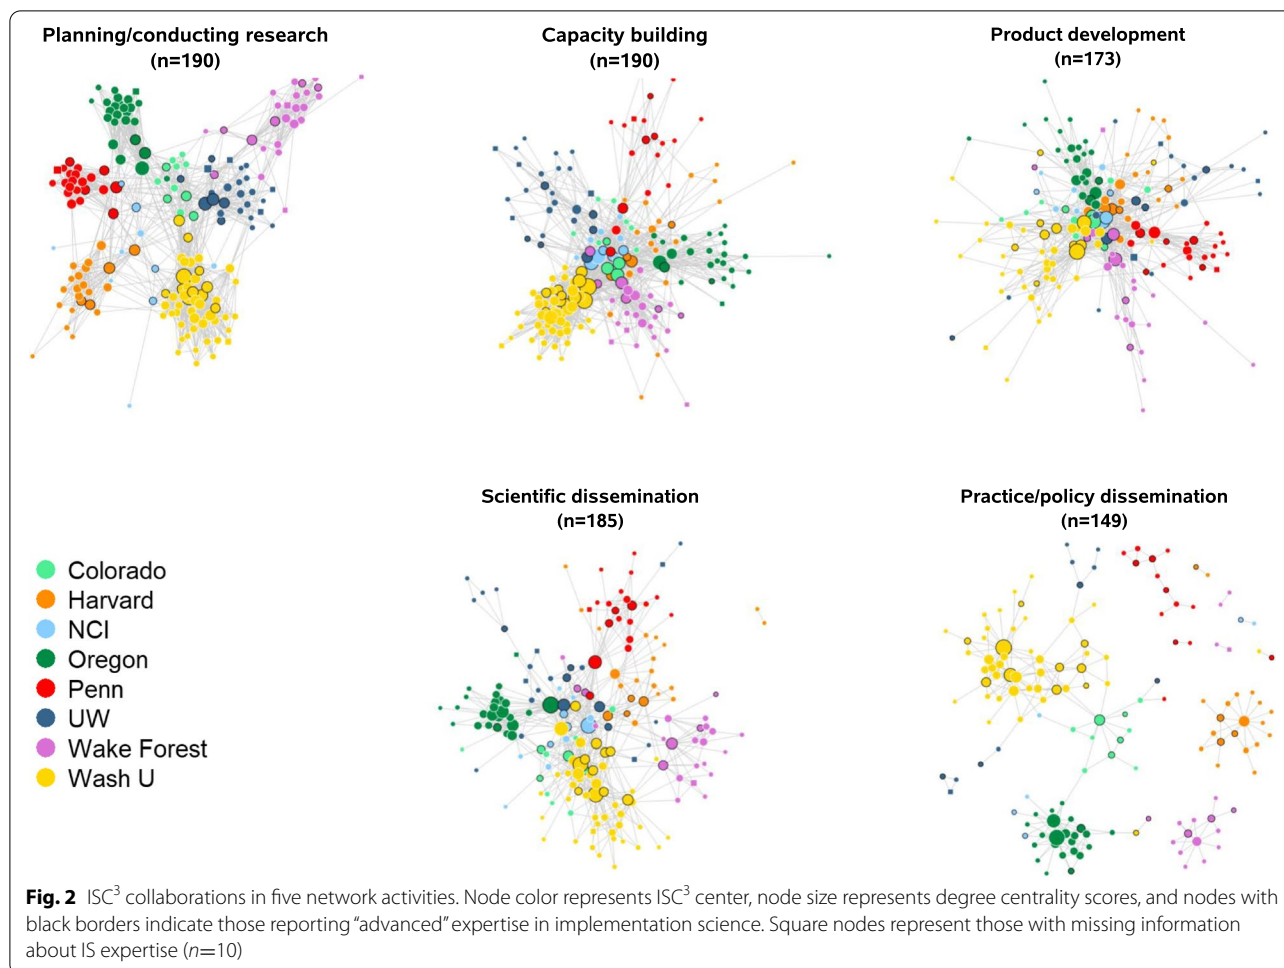 Planning/conducting research
(n=190)
Capacity building
(n=190)
Product development
(n=173)
Scientific dissemination
(n=185)
Practice/policy dissemination
(n=149)
Colorado
Harvard
NCI
Oregon
Penn
UW
Wake Forest
Wash U
Fig. 2 ISC³ collaborations in five network activities. Node color represents ISC³ center, node size represents degree centrality scores, and nodes with
black borders indicate those reporting “advanced” expertise in implementation science. Square nodes represent those with missing information
about IS expertise (n=10)